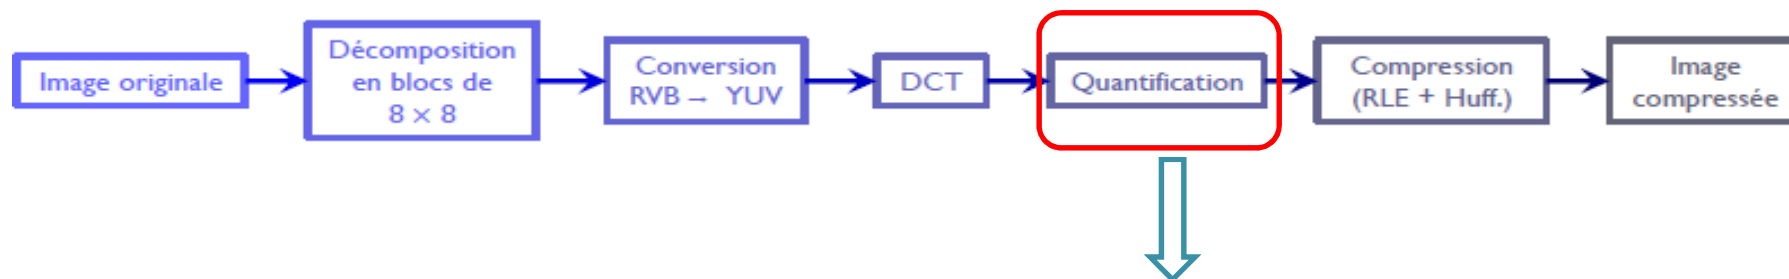 Image originale
Décomposition
en blocs de
8 × 8
Conversion
RVB → YUV
DCT
Quantification
Compression
(RLE + Huff.)
Image
compressée